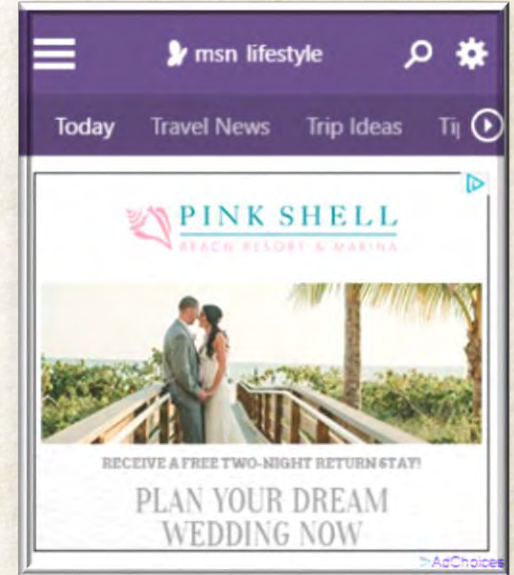 msn lifestyle
Today Travel News Trip Ideas Ti
PINK SHELL
BEACH RESORT & MARINA
RECEIVE A FREE TWO-NIGHT RETURN STAY!
PLAN YOUR DREAM
WEDDING NOW
AdChoices